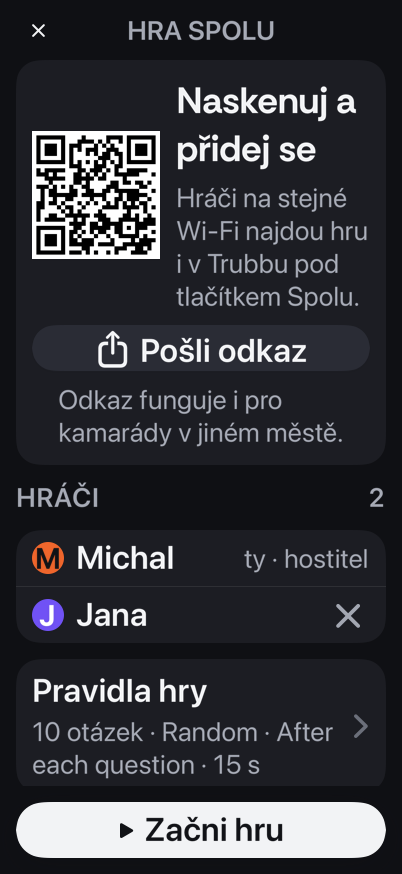 HRA SPOLU
Naskenuj a
přidej se
Hráči na stejné
Wi-Fi najdou hru
i v Trubbu pod
tlačítkem Spolu.
Pošli odkaz
Odkaz funguje i pro
kamarády v jiném městě.
HRÁČI 2
M Michal ty · hostitel
J Jana
Pravidla hry
10 otázek · Random · After
each question · 15 s
Začni hru